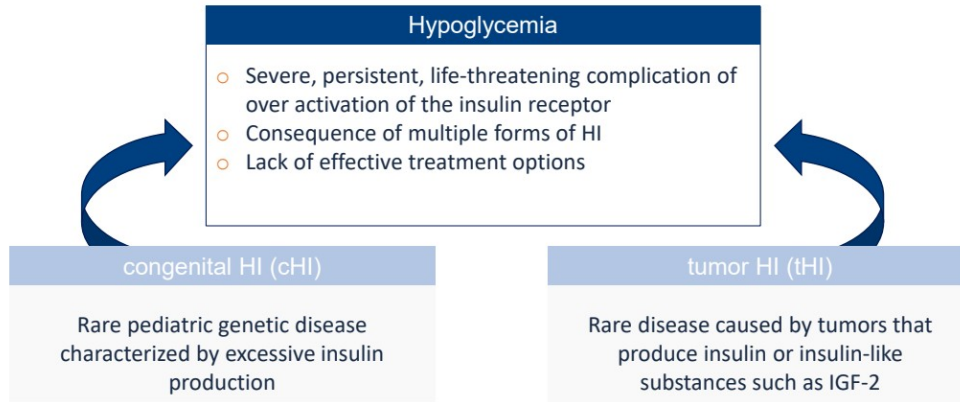 Hypoglycemia
○ Severe, persistent, life-threatening complication of
over activation of the insulin receptor
○ Consequence of multiple forms of HI
○ Lack of effective treatment options
congenital HI (cHI)
Rare pediatric genetic disease
characterized by excessive insulin
production
tumor HI (tHI)
Rare disease caused by tumors that
produce insulin or insulin-like
substances such as IGF-2